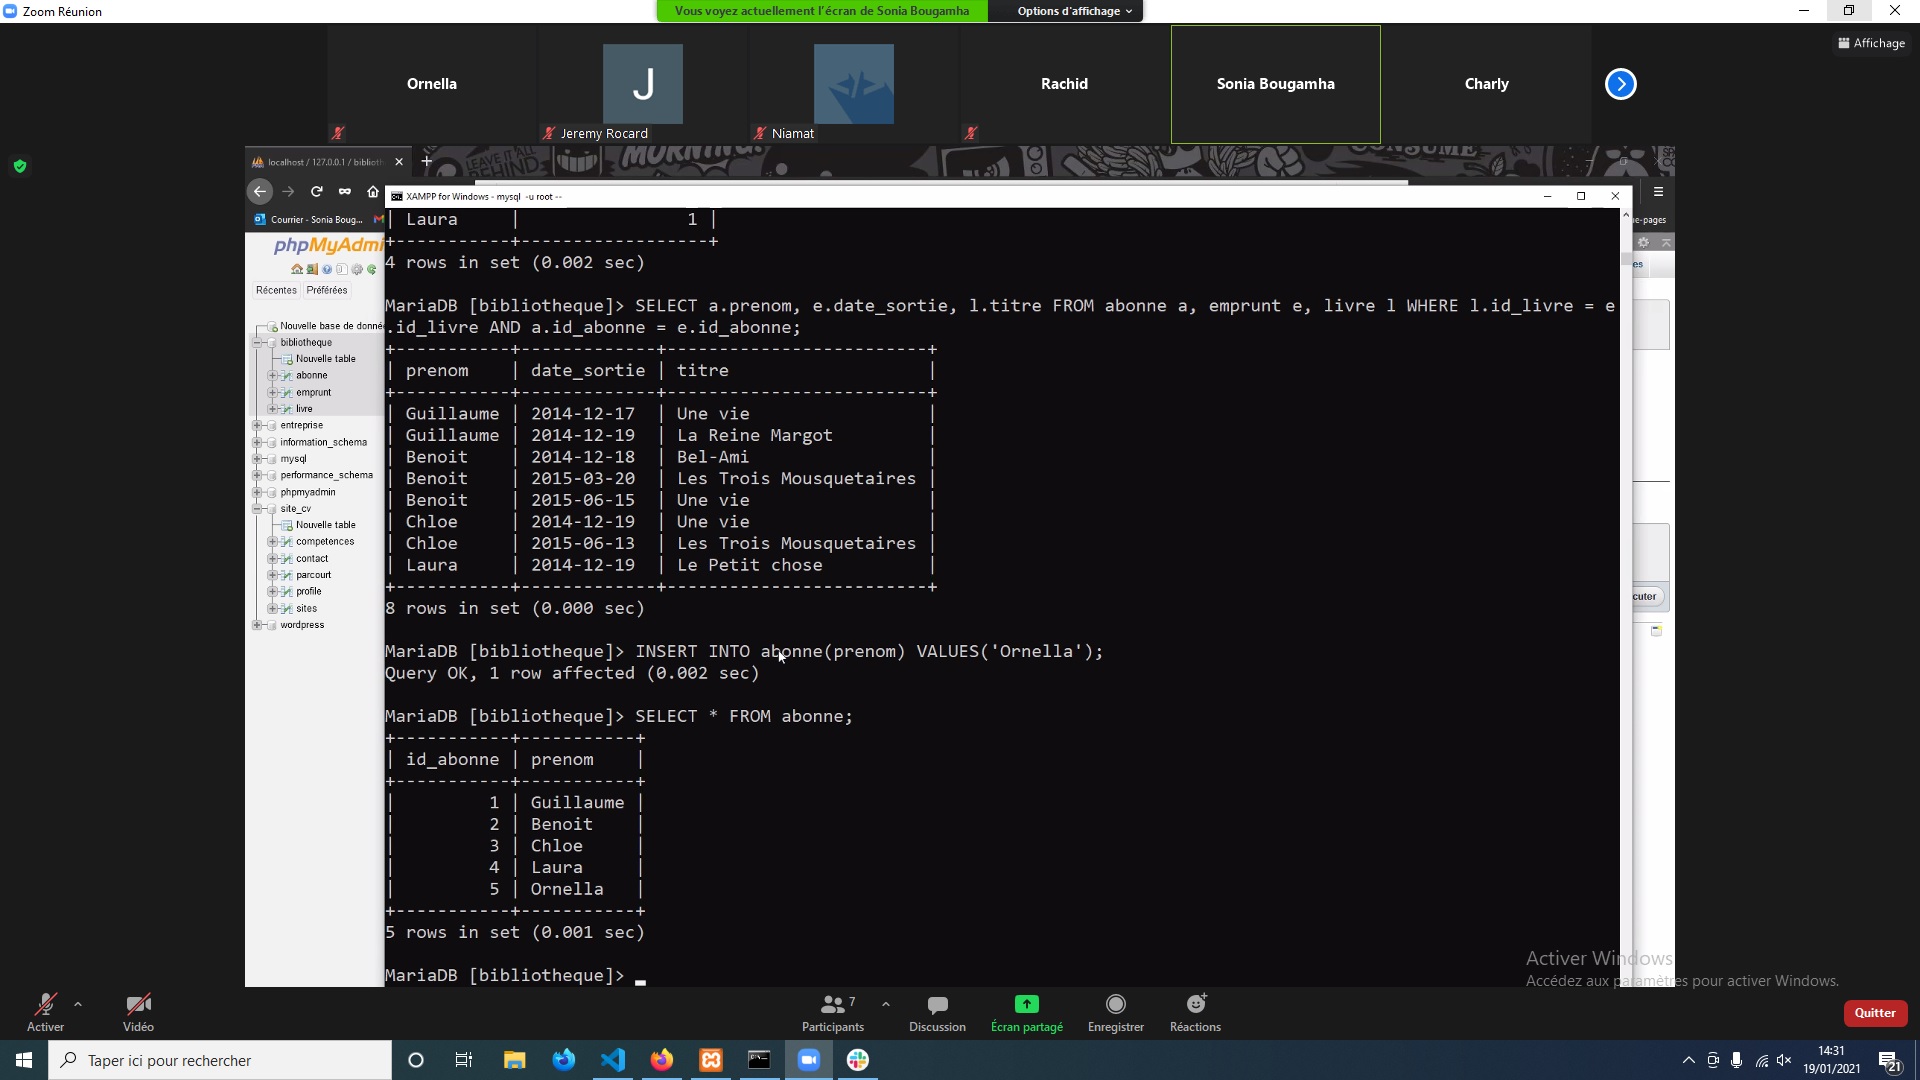 Zoom Réunion
Vous voyez actuellement l'écran de Sonia Bougamha
Options d'affichage
Affichage
Ornella
J
Jeremy Rocard
Niamat
Rachid
Sonia Bougamha
Charly
localhost / 127.0.0.1 / biblioth
XAMPP for Windows - mysql -u root --
Courrier - Sonia Boug...
phpMyAdmi
Récentes
Préférées
Nouvelle base de donné
bibliotheque
Nouvelle table
abonne
emprunt
livre
entreprise
information_schema
mysql
performance_schema
phpmyadmin
site_cv
Nouvelle table
competences
contact
parcourt
profile
sites
wordpress
| Laura | 1 |
+-----------+------------------+
4 rows in set (0.002 sec)
MariaDB [bibliotheque]> SELECT a.prenom, e.date_sortie, l.titre FROM abonne a, emprunt e, livre l WHERE l.id_livre = e
.id_livre AND a.id_abonne = e.id_abonne;
+-----------+-------------+-------------------------+
| prenom | date_sortie | titre |
+-----------+-------------+-------------------------+
| Guillaume | 2014-12-17 | Une vie |
| Guillaume | 2014-12-19 | La Reine Margot |
| Benoit | 2014-12-18 | Bel-Ami |
| Benoit | 2015-03-20 | Les Trois Mousquetaires |
| Benoit | 2015-06-15 | Une vie |
| Chloe | 2014-12-19 | Une vie |
| Chloe | 2015-06-13 | Les Trois Mousquetaires |
| Laura | 2014-12-19 | Le Petit chose |
+-----------+-------------+-------------------------+
8 rows in set (0.000 sec)
MariaDB [bibliotheque]> INSERT INTO abonne(prenom) VALUES('Ornella');
Query OK, 1 row affected (0.002 sec)
MariaDB [bibliotheque]> SELECT * FROM abonne;
+-----------+-----------+
| id_abonne | prenom |
+-----------+-----------+
| 1 | Guillaume |
| 2 | Benoit |
| 3 | Chloe |
| 4 | Laura |
| 5 | Ornella |
+-----------+-----------+
5 rows in set (0.001 sec)
MariaDB [bibliotheque]> _
e-pages
es
cuter
Activer Windows
Accédez aux paramètres pour activer Windows.
Activer
Vidéo
7
Participants
Discussion
Écran partagé
Enregistrer
Réactions
Quitter
Taper ici pour rechercher
14:31
19/01/2021
21